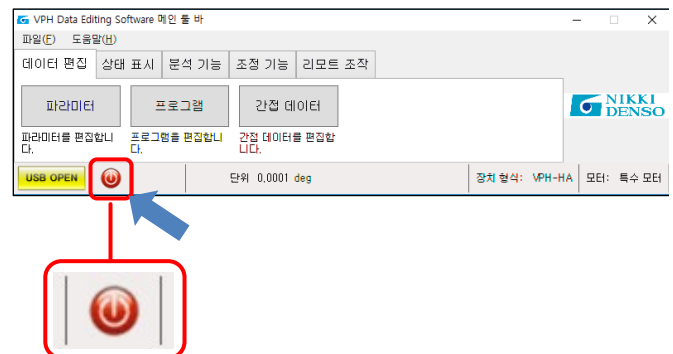 VPH Data Editing Software 메인 툴 바
파일(F) 도움말(H)
데이터 편집 상태 표시 분석 기능 조정 기능 리모트 조작
파라미터 프로그램 간접 데이터
파라미터를 편집합니다. 프로그램을 편집합니다. 간접 데이터를 편집합니다.
NIKKI
DENSO
USB OPEN 단위 0,0001 deg 장치 형식: VPH-HA 모터: 특수 모터